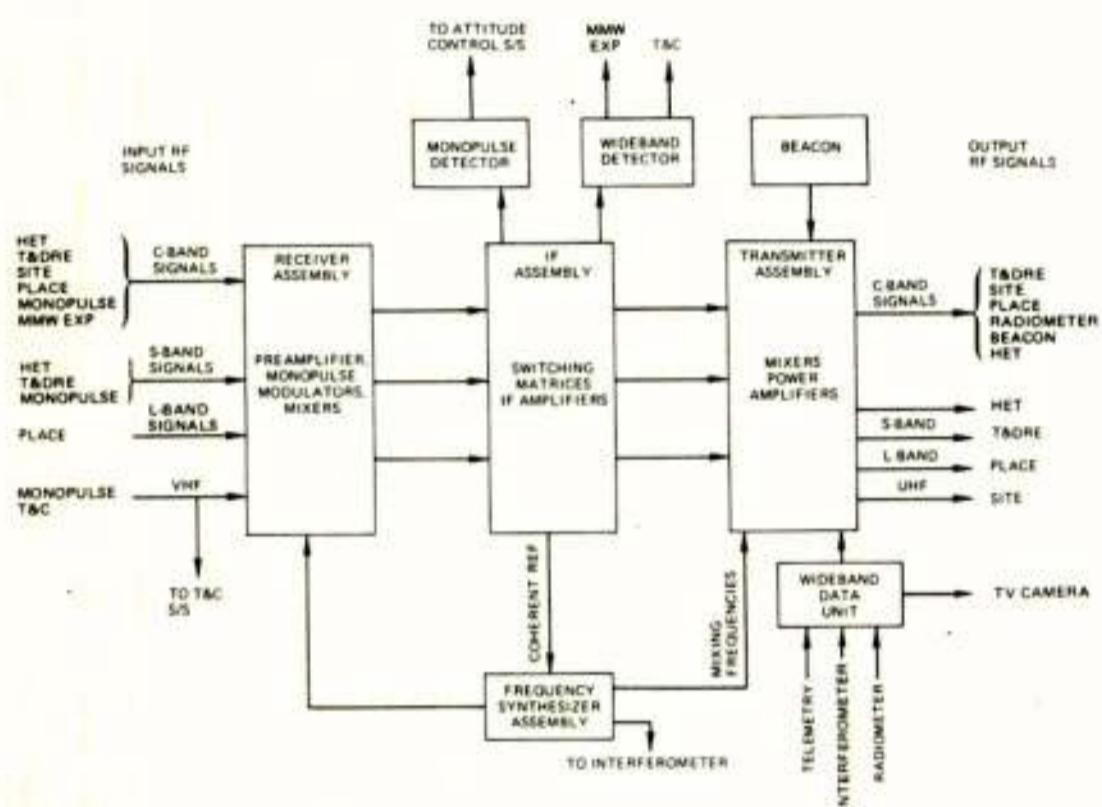 TO ATTITUDE
CONTROL S/S
MMW
EXP
T&C
INPUT RF
SIGNALS
MONOPULSE
DETECTOR
WIDEBAND
DETECTOR
BEACON
OUTPUT
RF SIGNALS
HET
T&DRE
SITE
PLACE
MONOPULSE
MMW EXP
C-BAND
SIGNALS
RECEIVER
ASSEMBLY
PREAMPLIFIER,
MONOPULSE
MODULATORS,
MIXERS
IF
ASSEMBLY
SWITCHING
MATRICES
IF AMPLIFIERS
TRANSMITTER
ASSEMBLY
MIXERS
POWER
AMPLIFIERS
C-BAND
SIGNALS
T&DRE
SITE
PLACE
RADIOMETER
BEACON
HET
HET
T&DRE
MONOPULSE
S-BAND
SIGNALS
PLACE
L-BAND
SIGNALS
MONOPULSE
T&C
VHF
TO T&C
S/S
HET
S-BAND
T&DRE
L BAND
PLACE
UHF
SITE
COHERENT REF
MIXING
FREQUENCIES
WIDEBAND
DATA
UNIT
TV CAMERA
FREQUENCY
SYNTHESIZER
ASSEMBLY
TO INTERFEROMETER
TELEMETRY
INTERFEROMETER
RADIOMETER